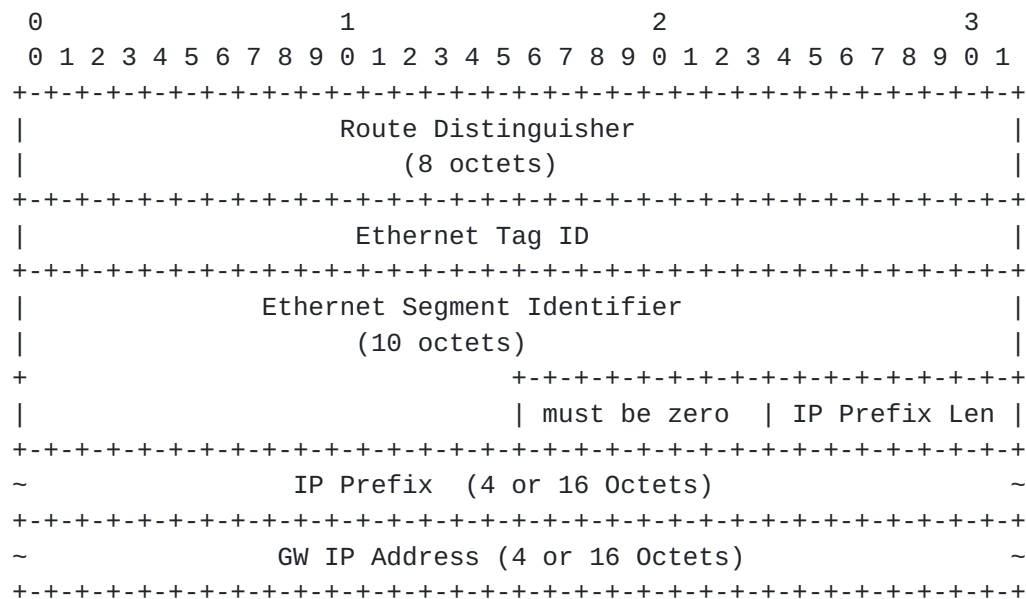 0                   1                   2                   3
 0 1 2 3 4 5 6 7 8 9 0 1 2 3 4 5 6 7 8 9 0 1 2 3 4 5 6 7 8 9 0 1
+-+-+-+-+-+-+-+-+-+-+-+-+-+-+-+-+-+-+-+-+-+-+-+-+-+-+-+-+-+-+-+-+
|                    Route Distinguisher                        |
|                        (8 octets)                             |
+-+-+-+-+-+-+-+-+-+-+-+-+-+-+-+-+-+-+-+-+-+-+-+-+-+-+-+-+-+-+-+-+
|                     Ethernet Tag ID                           |
+-+-+-+-+-+-+-+-+-+-+-+-+-+-+-+-+-+-+-+-+-+-+-+-+-+-+-+-+-+-+-+-+
|               Ethernet Segment Identifier                     |
|                     (10 octets)                               |
+                               +-+-+-+-+-+-+-+-+-+-+-+-+-+-+-+-+
|                               | must be zero  | IP Prefix Len |
+-+-+-+-+-+-+-+-+-+-+-+-+-+-+-+-+-+-+-+-+-+-+-+-+-+-+-+-+-+-+-+-+
~                 IP Prefix  (4 or 16 Octets)                   ~
+-+-+-+-+-+-+-+-+-+-+-+-+-+-+-+-+-+-+-+-+-+-+-+-+-+-+-+-+-+-+-+-+
~                GW IP Address (4 or 16 Octets)                 ~
+-+-+-+-+-+-+-+-+-+-+-+-+-+-+-+-+-+-+-+-+-+-+-+-+-+-+-+-+-+-+-+-+